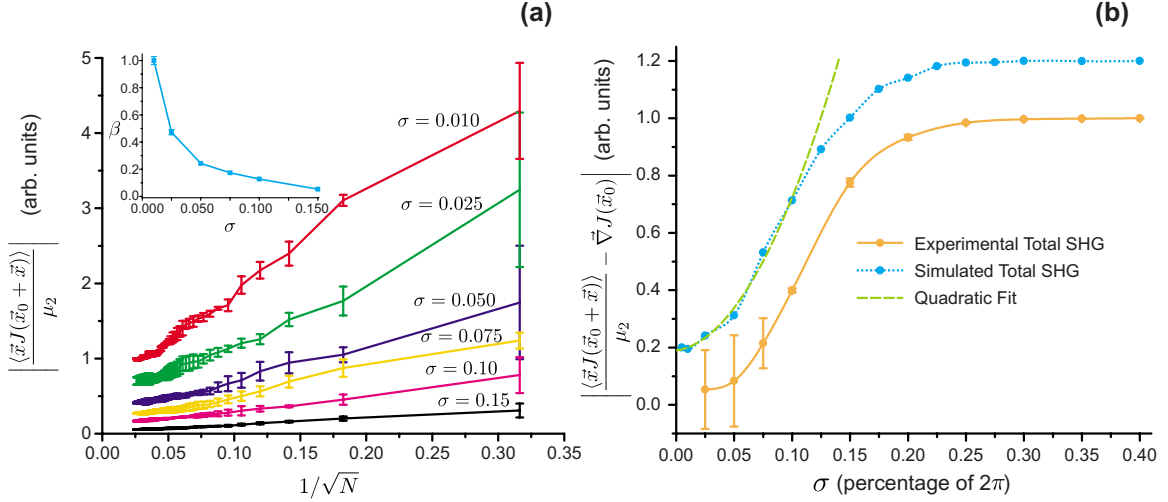 (a)
(b)
5
4
3
2
1
0
0.00 0.05 0.10 0.15 0.20 0.25 0.30 0.35
1/√N
|⟨x⃗J(x⃗₀ + x⃗)⟩/μ₂| (arb. units)
1.0
0.8
0.6
0.4
0.2
0.0
β
0.000 0.050 0.100 0.150
σ
σ = 0.010
σ = 0.025
σ = 0.050
σ = 0.075
σ = 0.10
σ = 0.15
|⟨x⃗J(x⃗₀ + x⃗)⟩/μ₂ − ∇⃗J(x⃗₀)| (arb. units)
1.2
1.0
0.8
0.6
0.4
0.2
0.0
0.00 0.05 0.10 0.15 0.20 0.25 0.30 0.35 0.40
σ (percentage of 2π)
Experimental Total SHG
Simulated Total SHG
Quadratic Fit